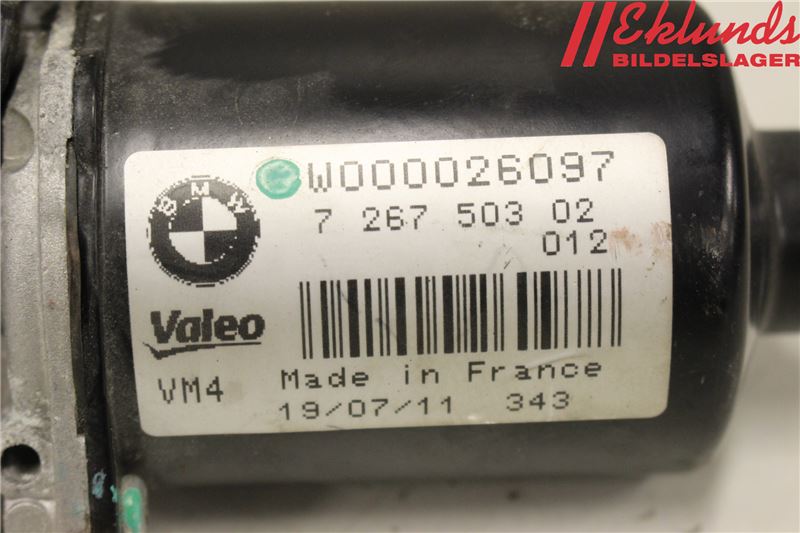 Eklunds
BILDELSLAGER
W000026097
BMW
7 267 503 02
012
Valeo
VM4
Made in France
19/07/11 343